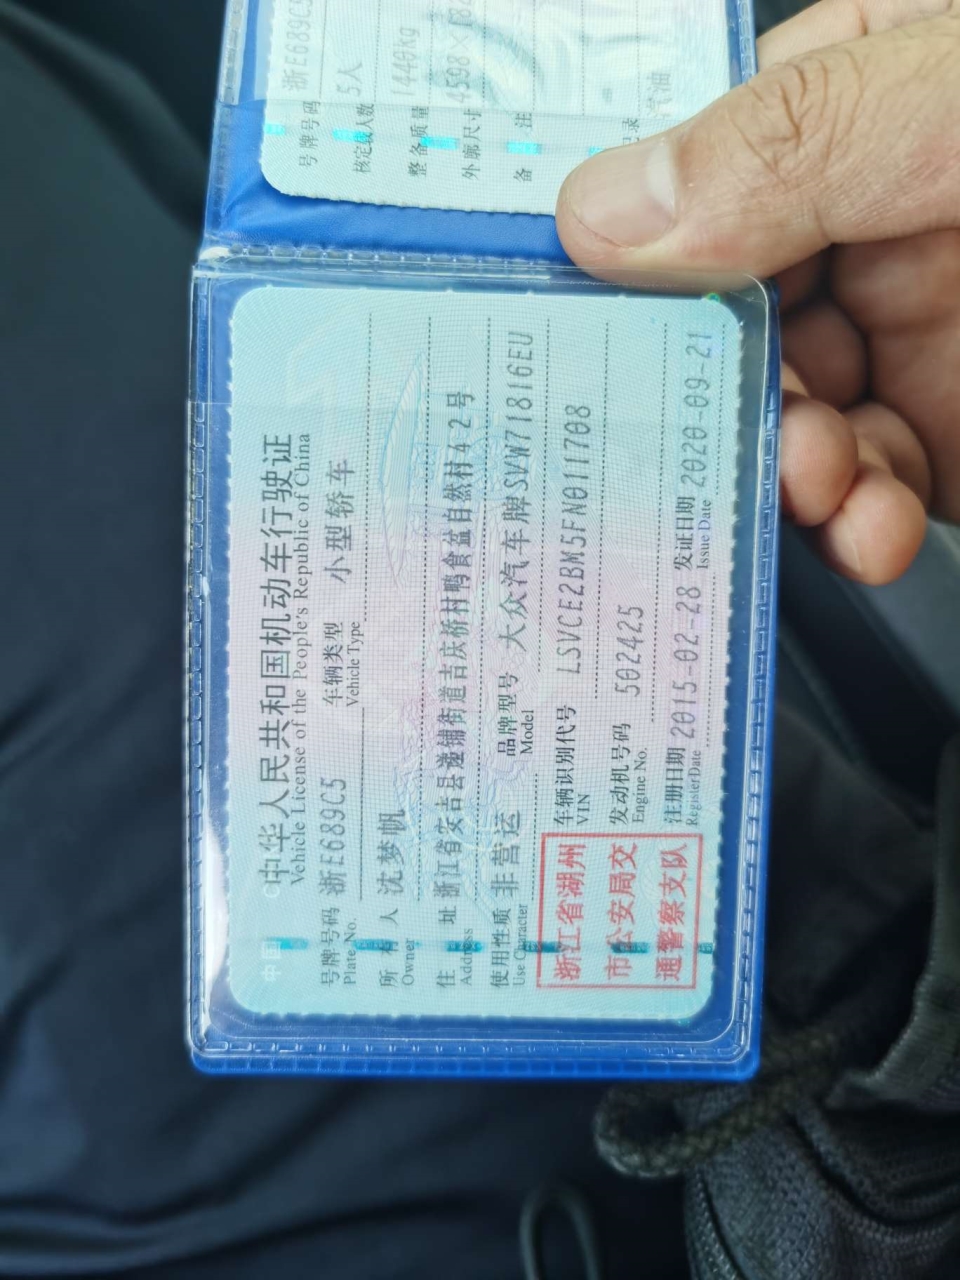 中华人民共和国机动车行驶证
Vehicle License of the People's Republic of China
号牌号码 浙E689C5 车辆类型 小型轿车
Plate No. Vehicle Type
所有人 沈梦帆
Owner
住址 浙江省安吉县递铺街道吉庆桥村鸭食盆自然村42号
Address
使用性质 非营运 品牌型号 大众汽车牌SVW71816EU
Use Character Model
车辆识别代号 LSVCE2BM5FN011708
VIN
发动机号码 502425
Engine No.
注册日期 2015-02-28 发证日期 2020-09-21
Register Date Issue Date
浙江省湖州
市公安局交
通警察支队
号牌号码 浙E689C5
核定载人数 5人
整备质量 1440kg
外廓尺寸 4598×
备注
汽油